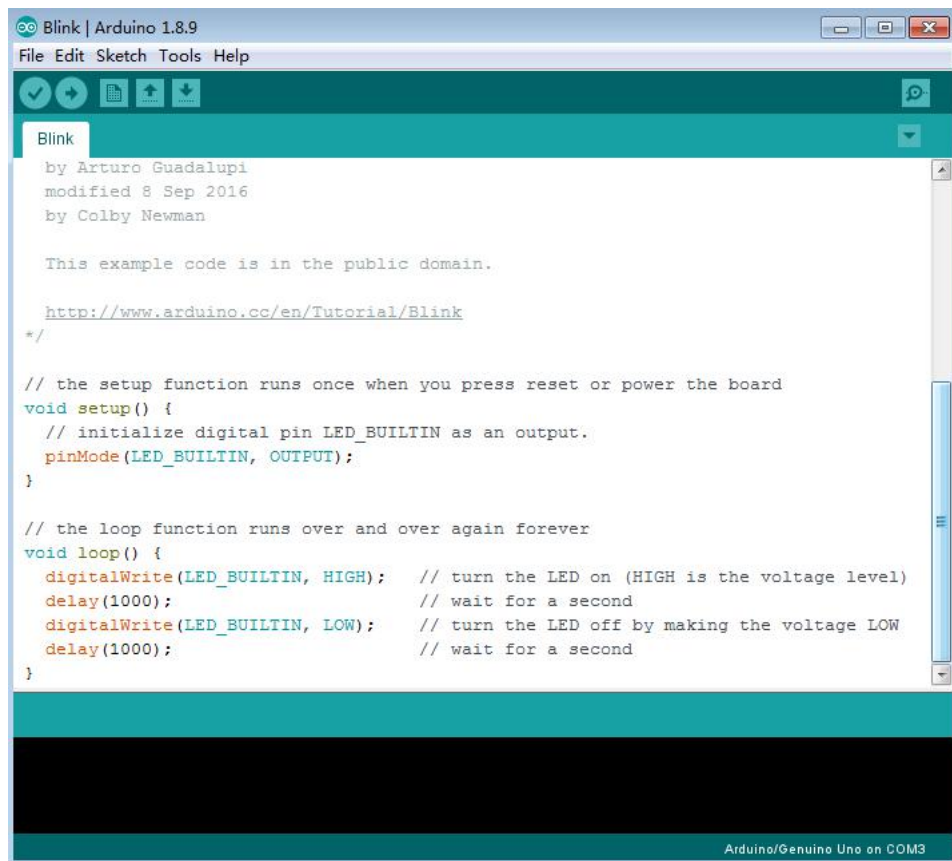 Blink | Arduino 1.8.9
File Edit Sketch Tools Help
Blink
by Arturo Guadalupi
modified 8 Sep 2016
by Colby Newman

This example code is in the public domain.

http://www.arduino.cc/en/Tutorial/Blink
*/

// the setup function runs once when you press reset or power the board
void setup() {
  // initialize digital pin LED_BUILTIN as an output.
  pinMode(LED_BUILTIN, OUTPUT);
}

// the loop function runs over and over again forever
void loop() {
  digitalWrite(LED_BUILTIN, HIGH);   // turn the LED on (HIGH is the voltage level)
  delay(1000);                       // wait for a second
  digitalWrite(LED_BUILTIN, LOW);    // turn the LED off by making the voltage LOW
  delay(1000);                       // wait for a second
}
Arduino/Genuino Uno on COM3